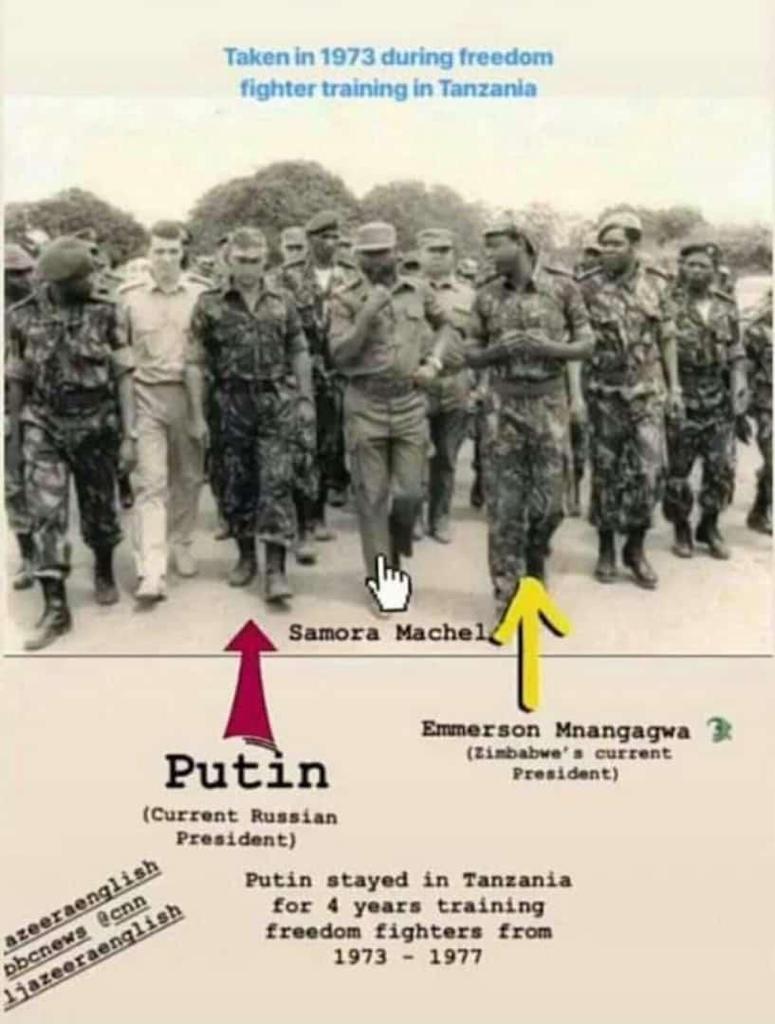 Taken in 1973 during freedom
fighter training in Tanzania
Samora Machel
Emmerson Mnangagwa
(Zimbabwe's current
President)
Putin
(Current Russian
President)
Putin stayed in Tanzania
for 4 years training
freedom fighters from
1973 - 1977
azeeraenglish
bbcnews @cnn
ljazeeraenglish